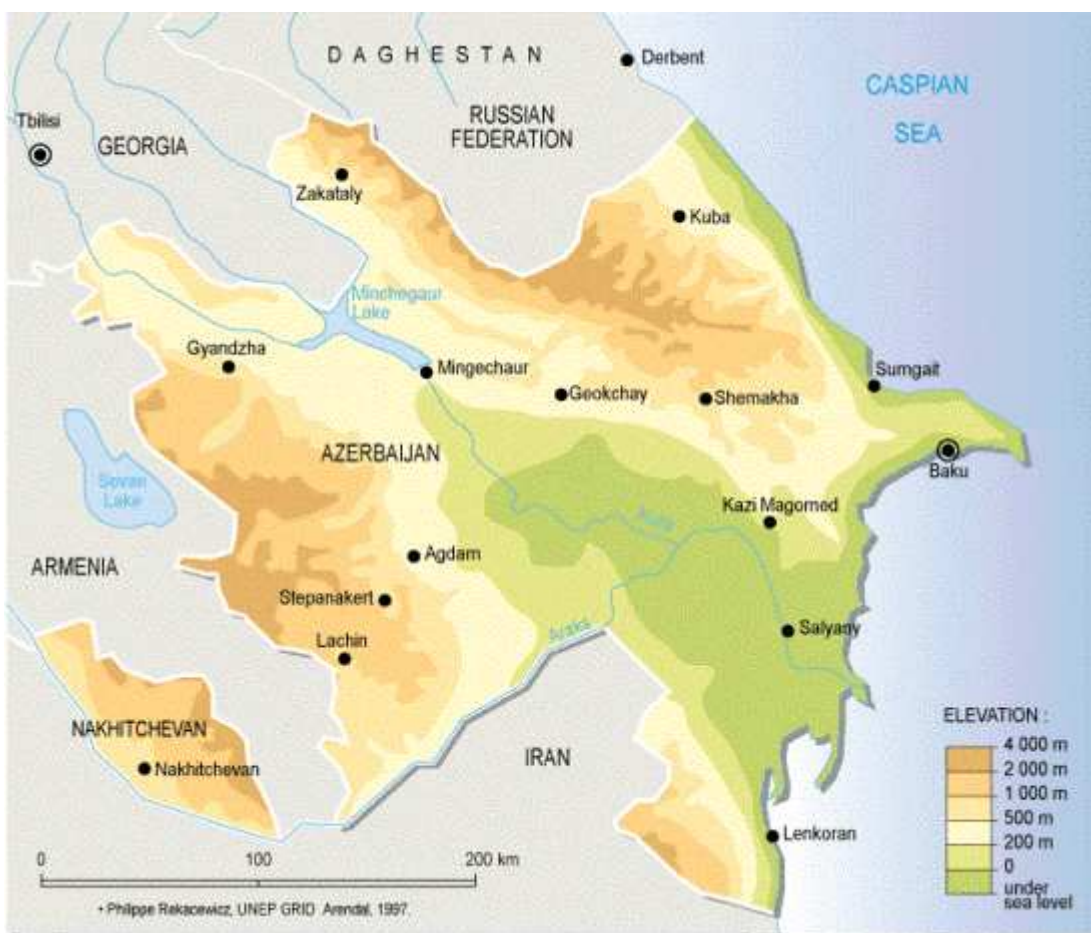 DAGHESTAN
Derbent
CASPIAN
SEA
RUSSIAN
FEDERATION
Tbilisi
GEORGIA
Zakataly
Kuba
Minchegaur
Lake
Gyandzha
Mingechaur
Geokchay
Shemakha
Sumgait
AZERBAIJAN
Sevan
Lake
Baku
Kazi Magomed
Kura
ARMENIA
Agdam
Stepanakert
Lachin
Araks
Salyany
NAKHITCHEVAN
Nakhitchevan
IRAN
Lenkoran
ELEVATION :
4 000 m
2 000 m
1 000 m
500 m
200 m
0
under
sea level
0 100 200 km
• Philippe Rekacewicz, UNEP GRID Arendal, 1997.